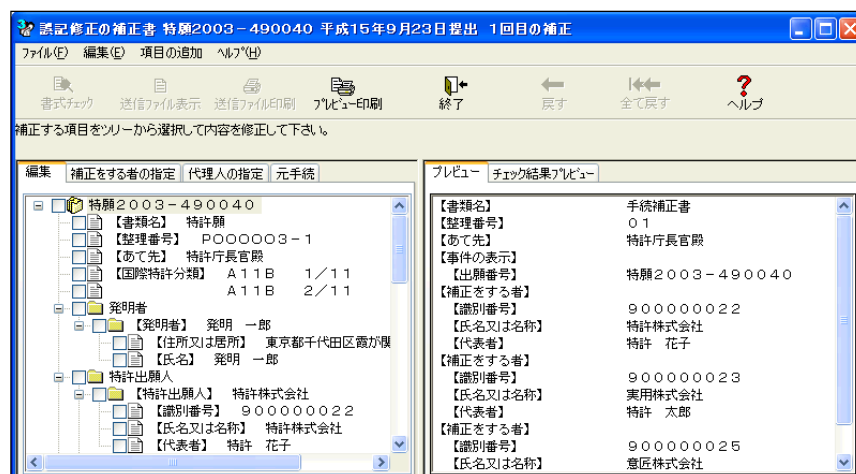 誤記修正の補正書 特願2003-490040 平成15年9月23日提出 1回目の補正
ファイル(F) 編集(E) 項目の追加 ヘルプ(H)
書式チェック 送信ファイル表示 送信ファイル印刷 プレビュー印刷 終了 戻す 全て戻す ヘルプ
補正する項目をツリーから選択して内容を修正して下さい。
編集 補正をする者の指定 代理人の指定 元手続
特願2003-490040
【書類名】 特許願
【整理番号】 P000003-1
【あて先】 特許庁長官殿
【国際特許分類】 A11B 1/11
A11B 2/11
発明者
【発明者】 発明 一郎
【住所又は居所】 東京都千代田区霞が関
【氏名】 発明 一郎
特許出願人
【特許出願人】 特許株式会社
【識別番号】 900000022
【氏名又は名称】 特許株式会社
【代表者】 特許 花子
プレビュー チェック結果プレビュー
【書類名】 手続補正書
【整理番号】 01
【あて先】 特許庁長官殿
【事件の表示】
【出願番号】 特願2003-490040
【補正をする者】
【識別番号】 900000022
【氏名又は名称】 特許株式会社
【代表者】 特許 花子
【補正をする者】
【識別番号】 900000023
【氏名又は名称】 実用株式会社
【代表者】 特許 太郎
【補正をする者】
【識別番号】 900000025
【氏名又は名称】 意匠株式会社